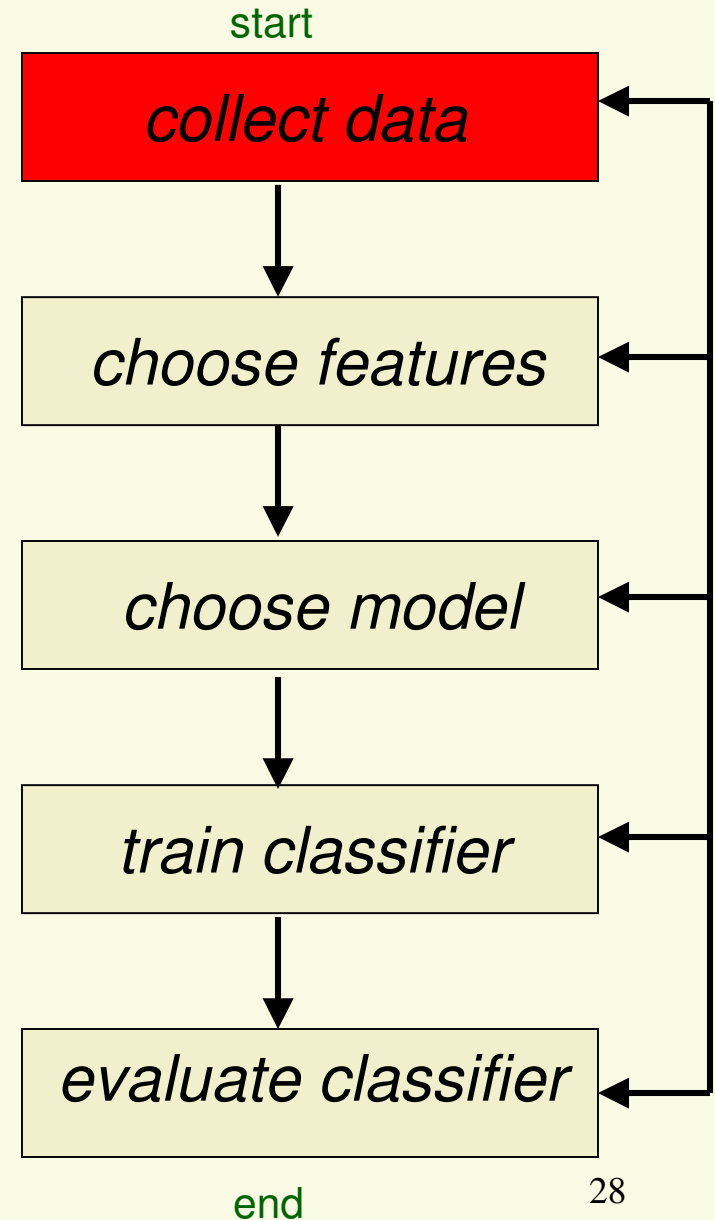 start
collect data
choose features
choose model
train classifier
evaluate classifier
end
28